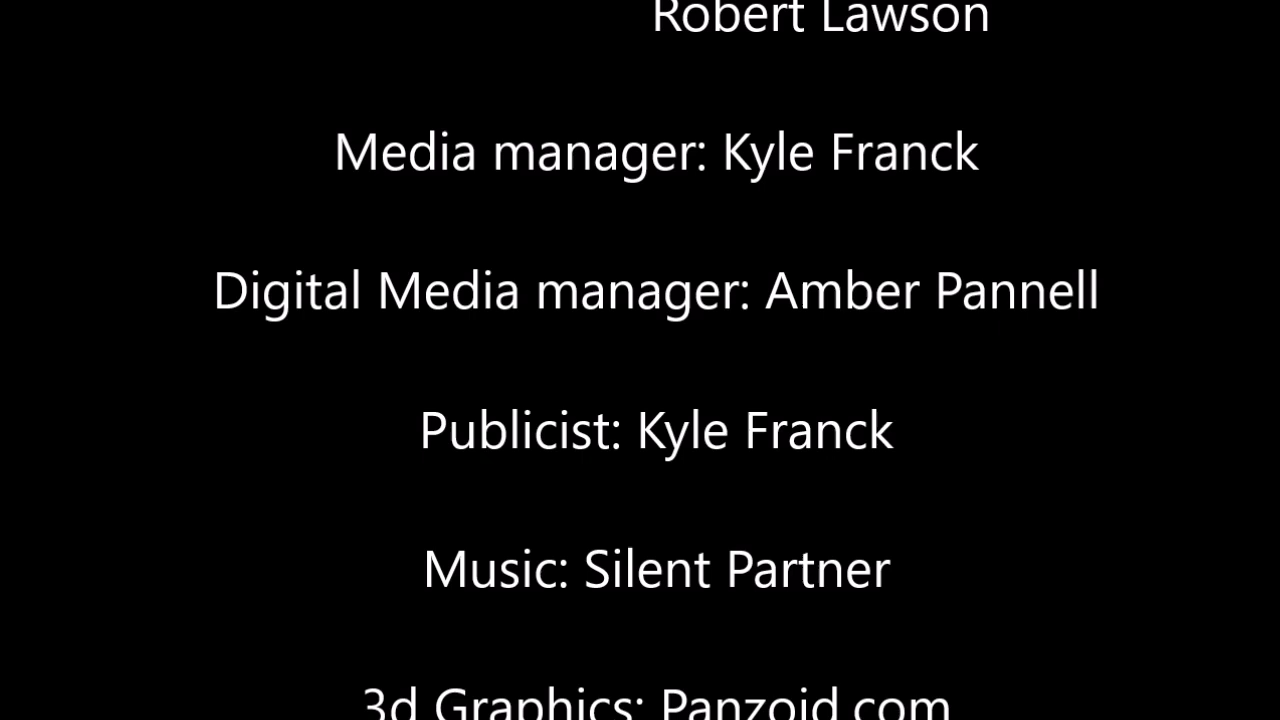 Robert Lawson
Media manager: Kyle Franck
Digital Media manager: Amber Pannell
Publicist: Kyle Franck
Music: Silent Partner
3d Graphics: Panzoid.com